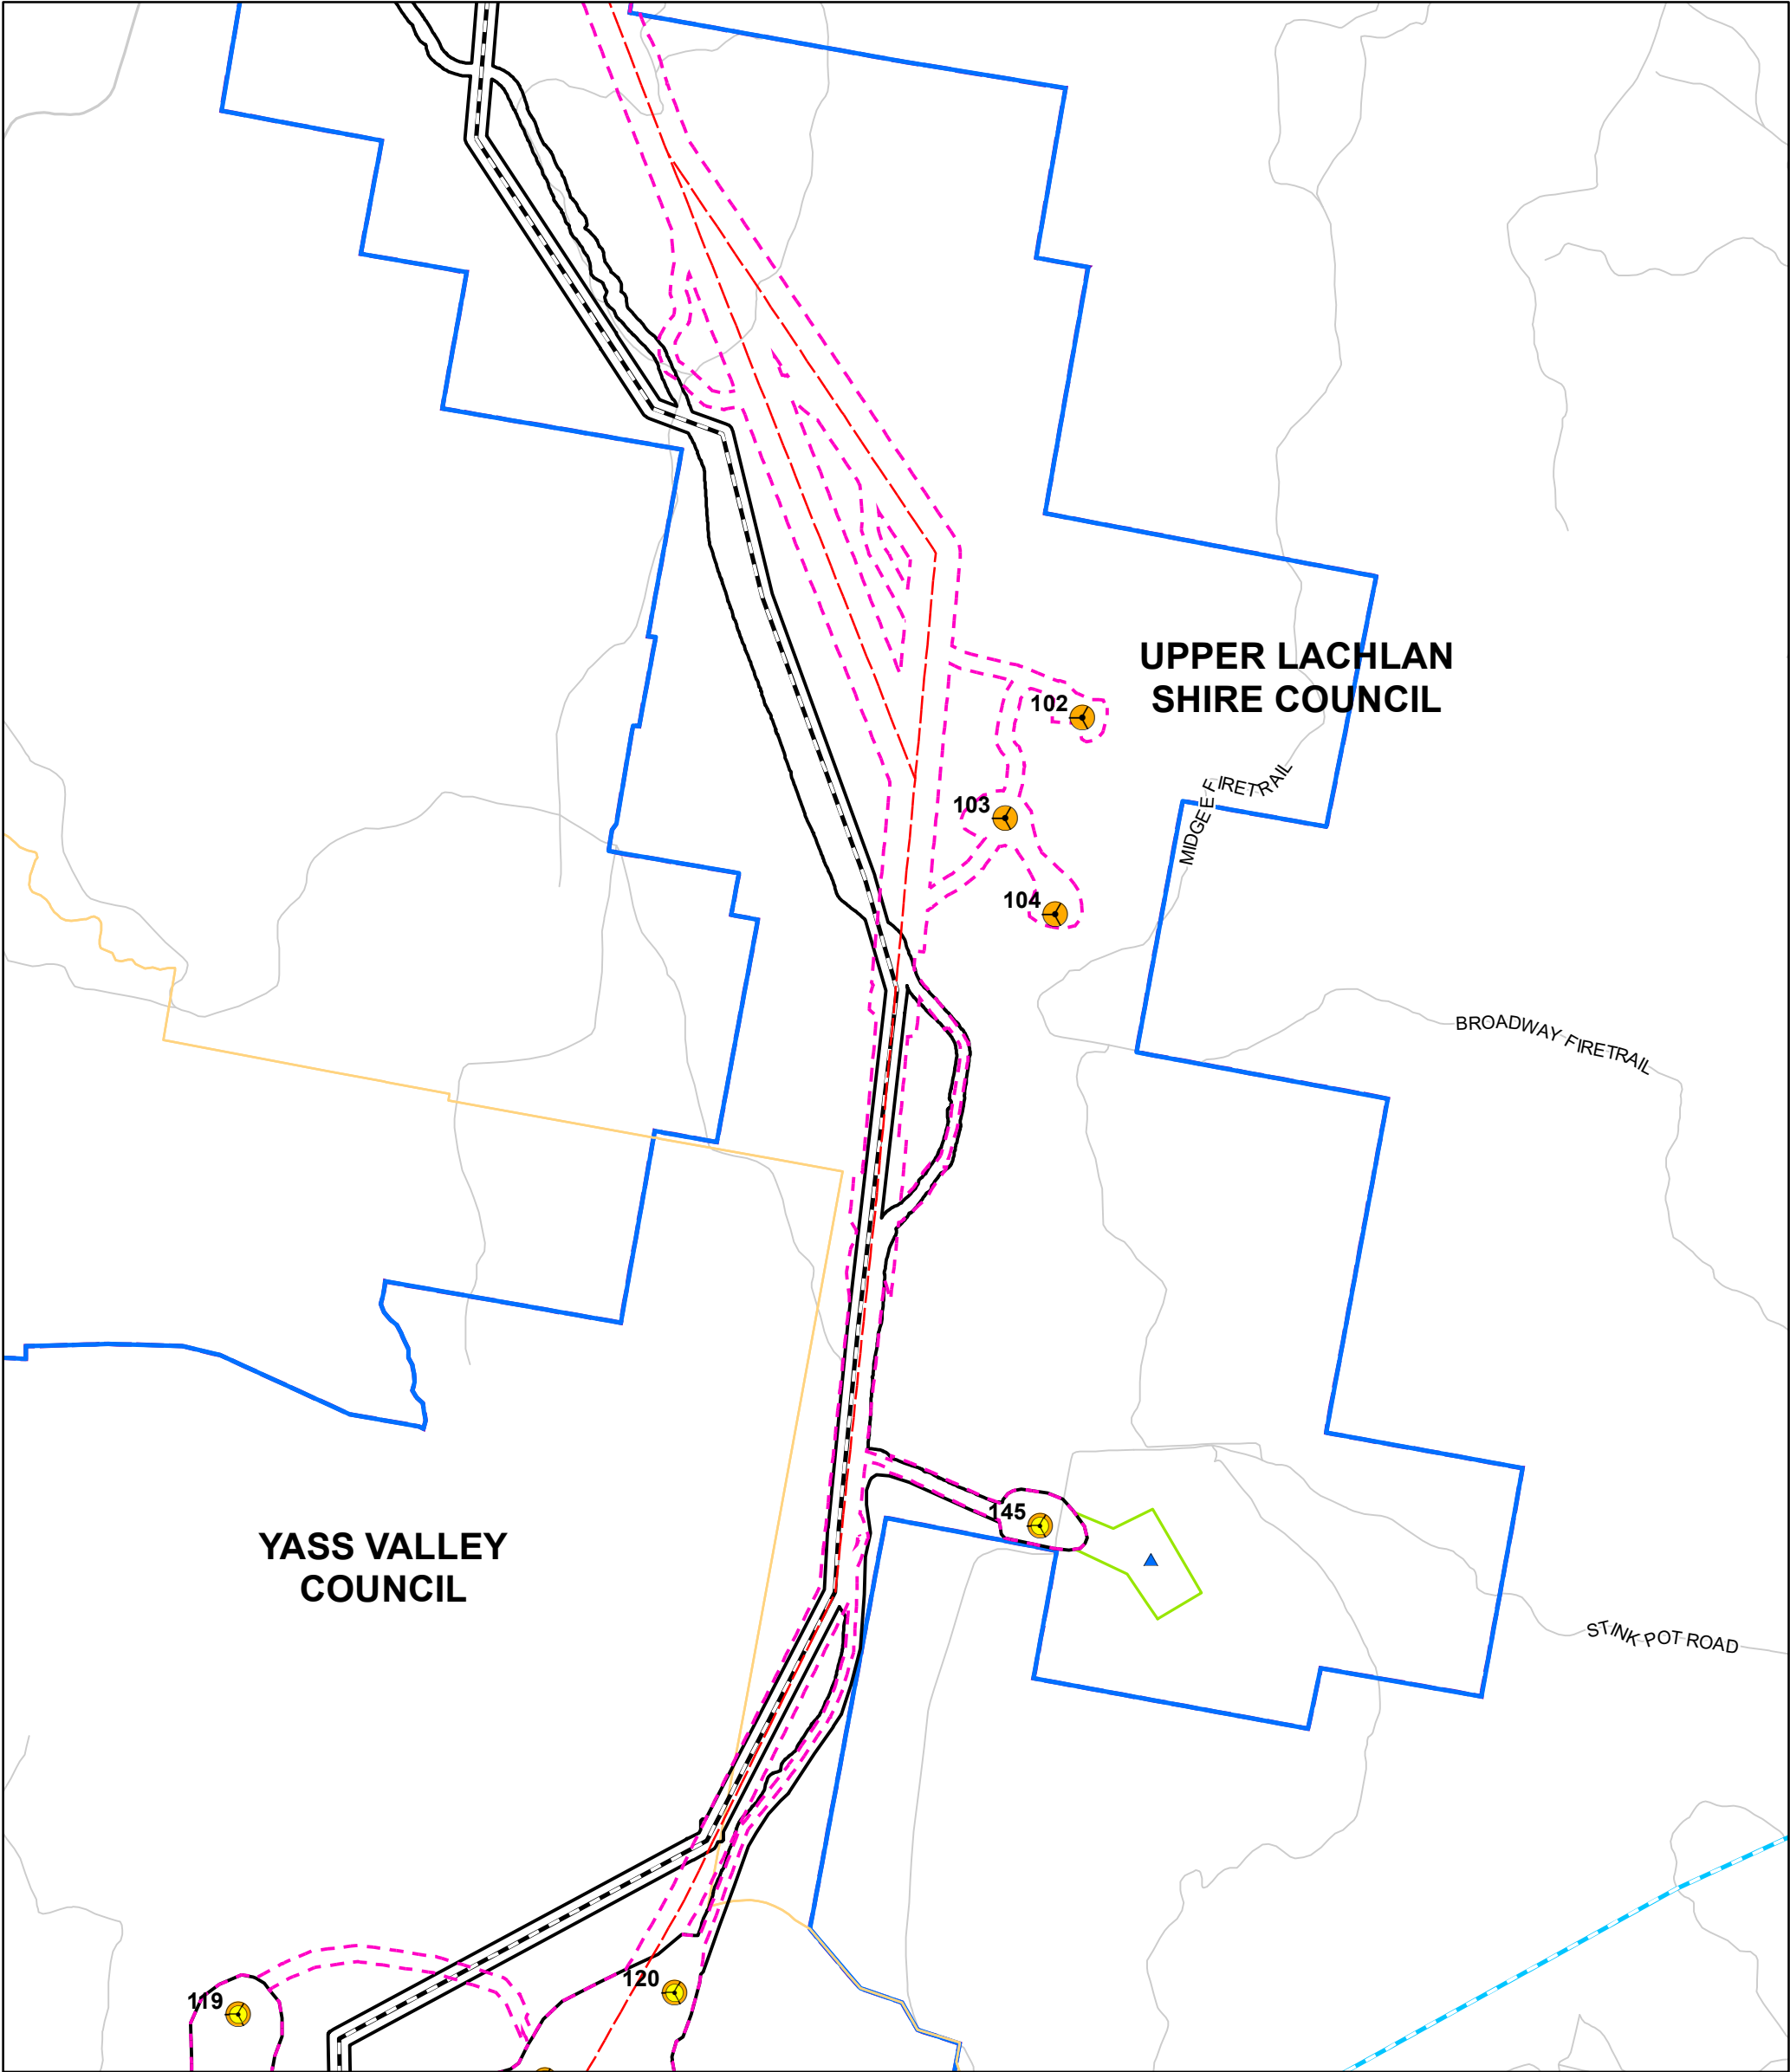 UPPER LACHLAN
SHIRE COUNCIL
102
MIDGEE FIRETRAIL
103
104
BROADWAY FIRETRAIL
145
YASS VALLEY
COUNCIL
STINK POT ROAD
120
119